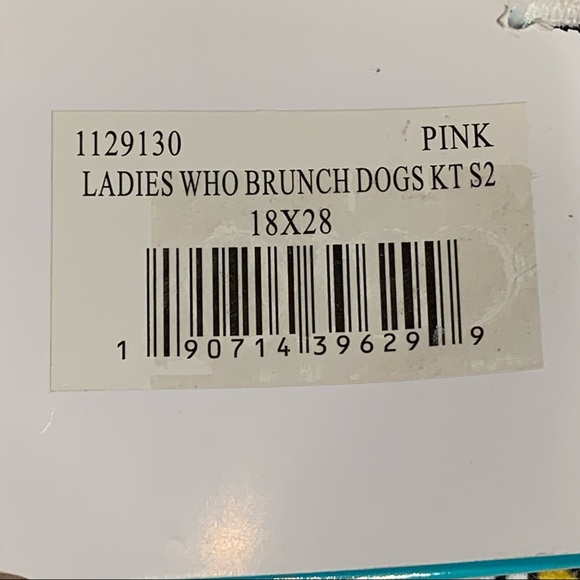 1129130 PINK
LADIES WHO BRUNCH DOGS KT S2
18X28
1 90714 39629 9